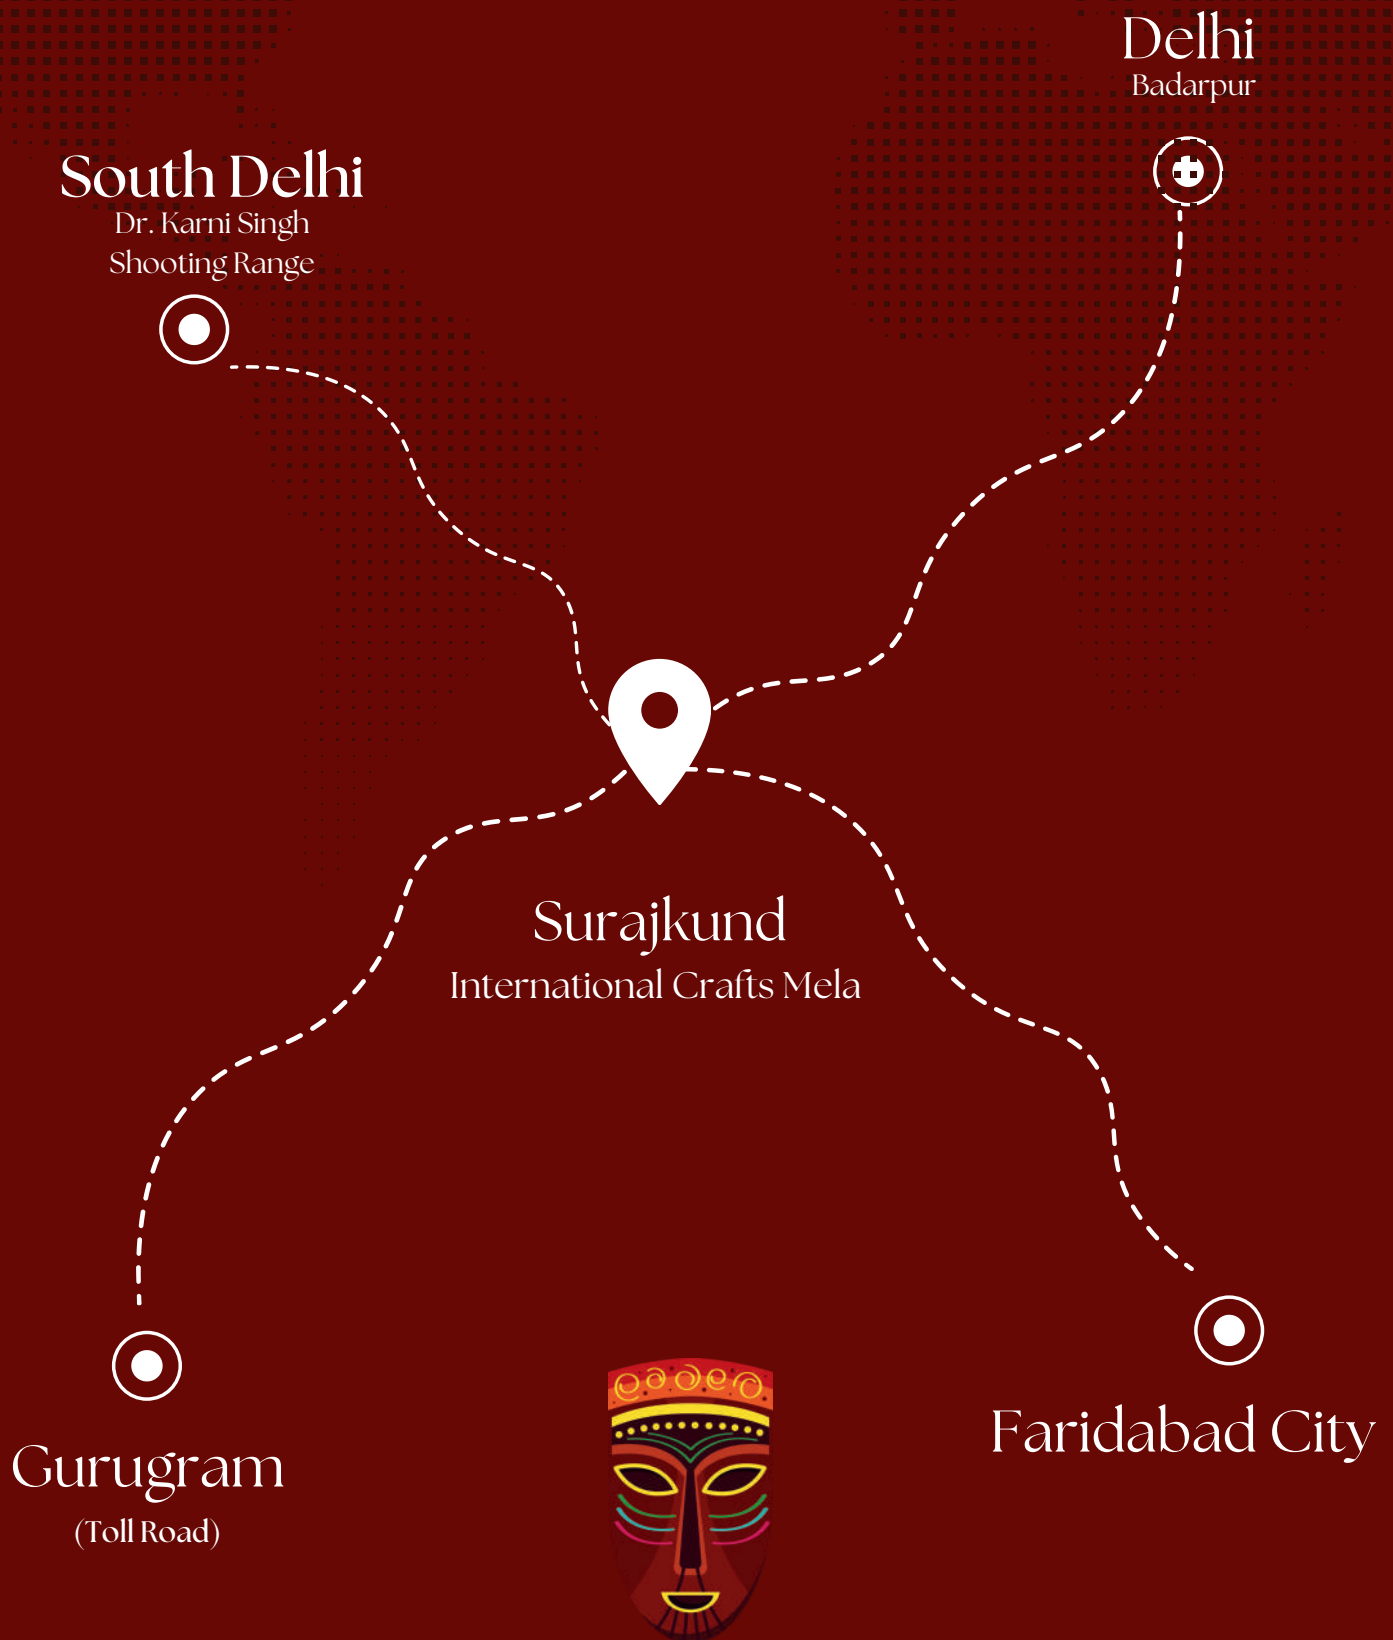 Delhi
Badarpur
South Delhi
Dr. Karni Singh
Shooting Range
Surajkund
International Crafts Mela
Faridabad City
Gurugram
(Toll Road)